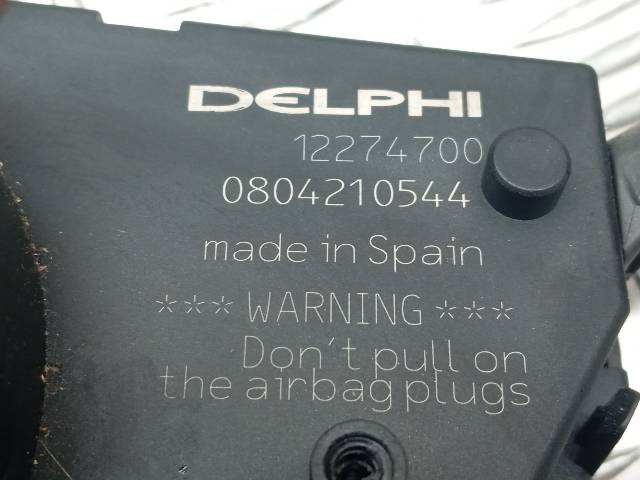 DELPHI
12274700
0804210544
made in Spain
*** WARNING ***
Don't pull on
the airbag plugs